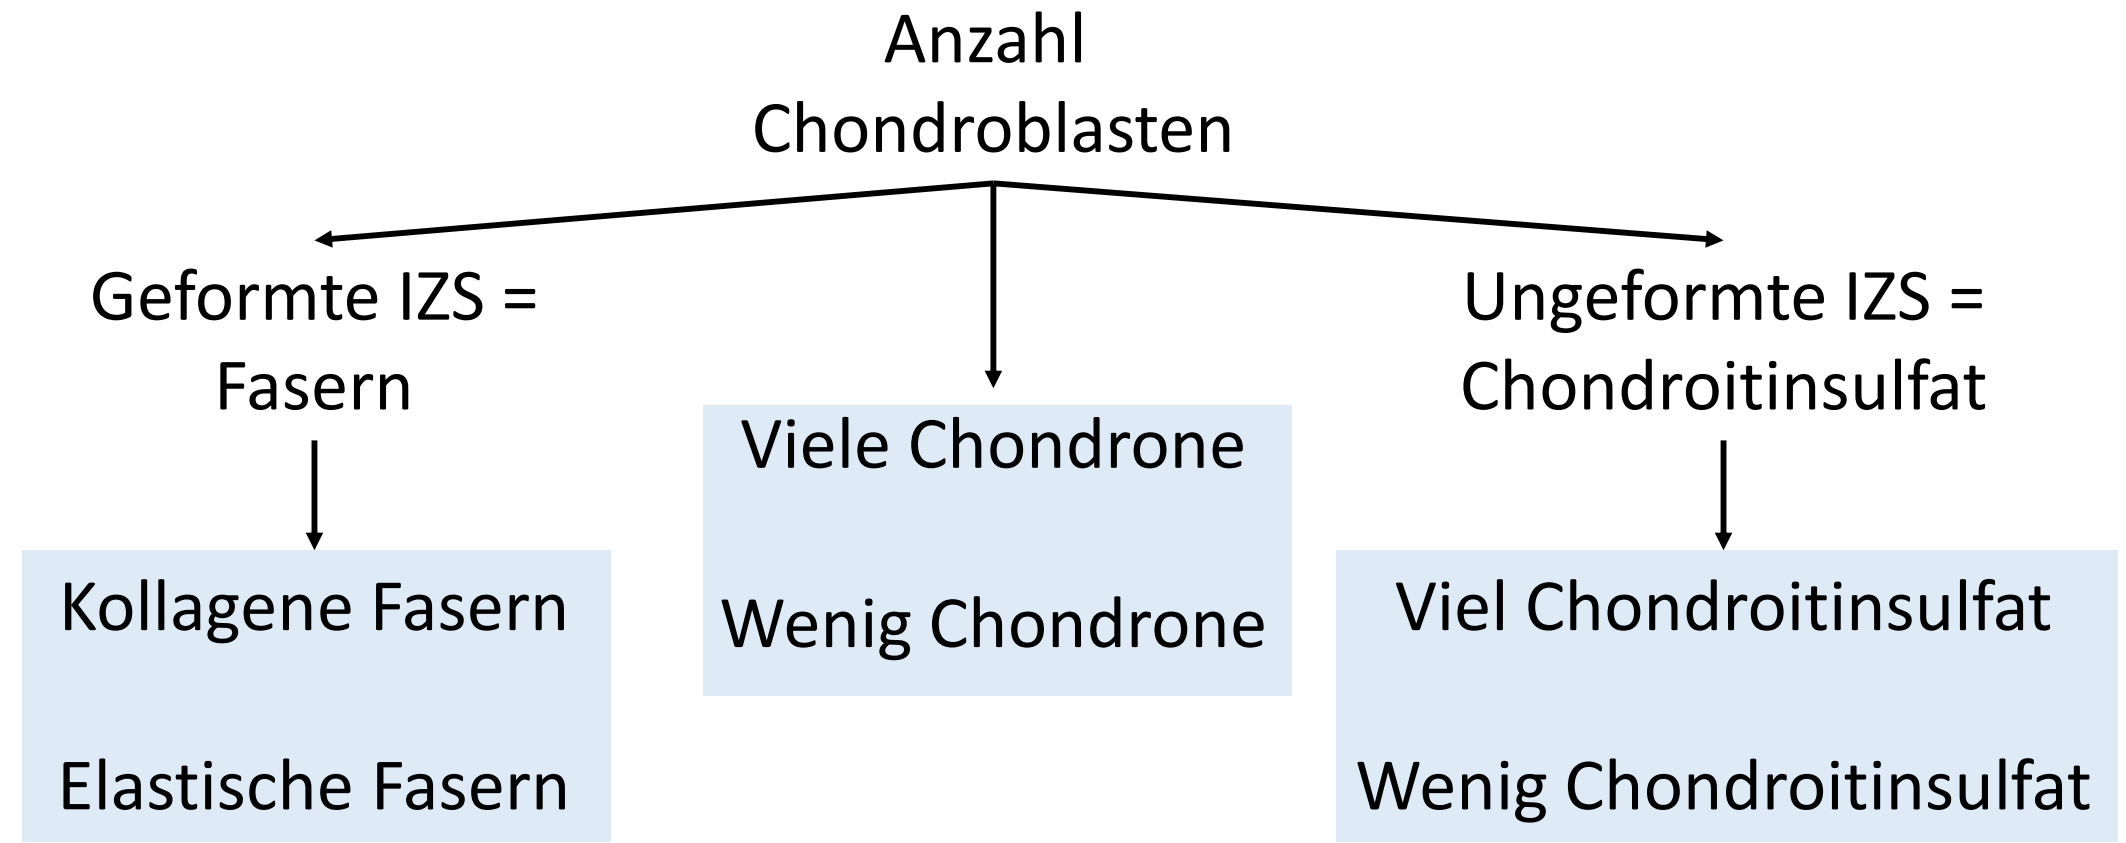 Anzahl
Chondroblasten
Geformte IZS =
Fasern
Ungeformte IZS =
Chondroitinsulfat
Viele Chondrone
Wenig Chondrone
Kollagene Fasern
Elastische Fasern
Viel Chondroitinsulfat
Wenig Chondroitinsulfat